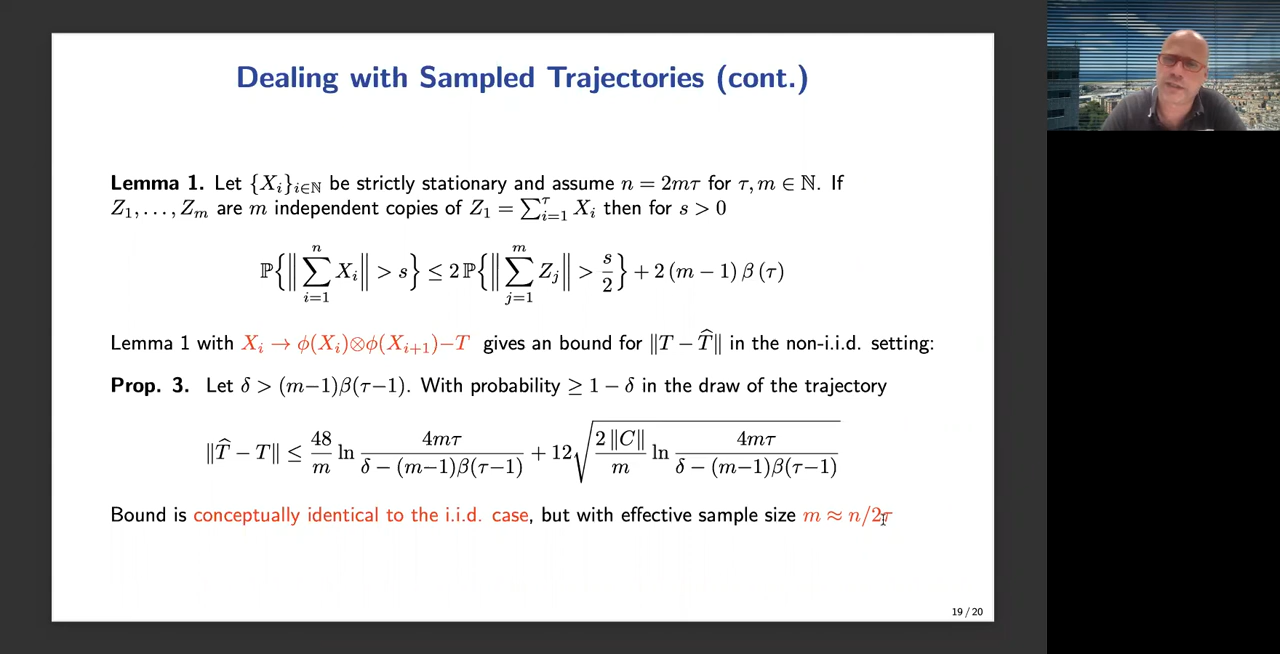 Dealing with Sampled Trajectories (cont.)
Lemma 1. Let {X_i}_{i∈ℕ} be strictly stationary and assume n = 2mτ for τ, m ∈ ℕ. If
Z_1, . . . , Z_m are m independent copies of Z_1 = ∑_{i=1}^{τ} X_i then for s > 0
ℙ{‖∑_{i=1}^{n} X_i‖ > s} ≤ 2 ℙ{‖∑_{j=1}^{m} Z_j‖ > s/2} + 2 (m − 1) β (τ)
Lemma 1 with X_i → φ(X_i)⊗φ(X_{i+1})−T gives an bound for ‖T − T̂‖ in the non-i.i.d. setting:
Prop. 3. Let δ > (m−1)β(τ−1). With probability ≥ 1 − δ in the draw of the trajectory
‖T̂ − T‖ ≤ 48/m ln 4mτ/(δ − (m−1)β(τ−1)) + 12√(2 ‖C‖/m ln 4mτ/(δ − (m−1)β(τ−1)))
Bound is conceptually identical to the i.i.d. case, but with effective sample size m ≈ n/2τ
19 / 20